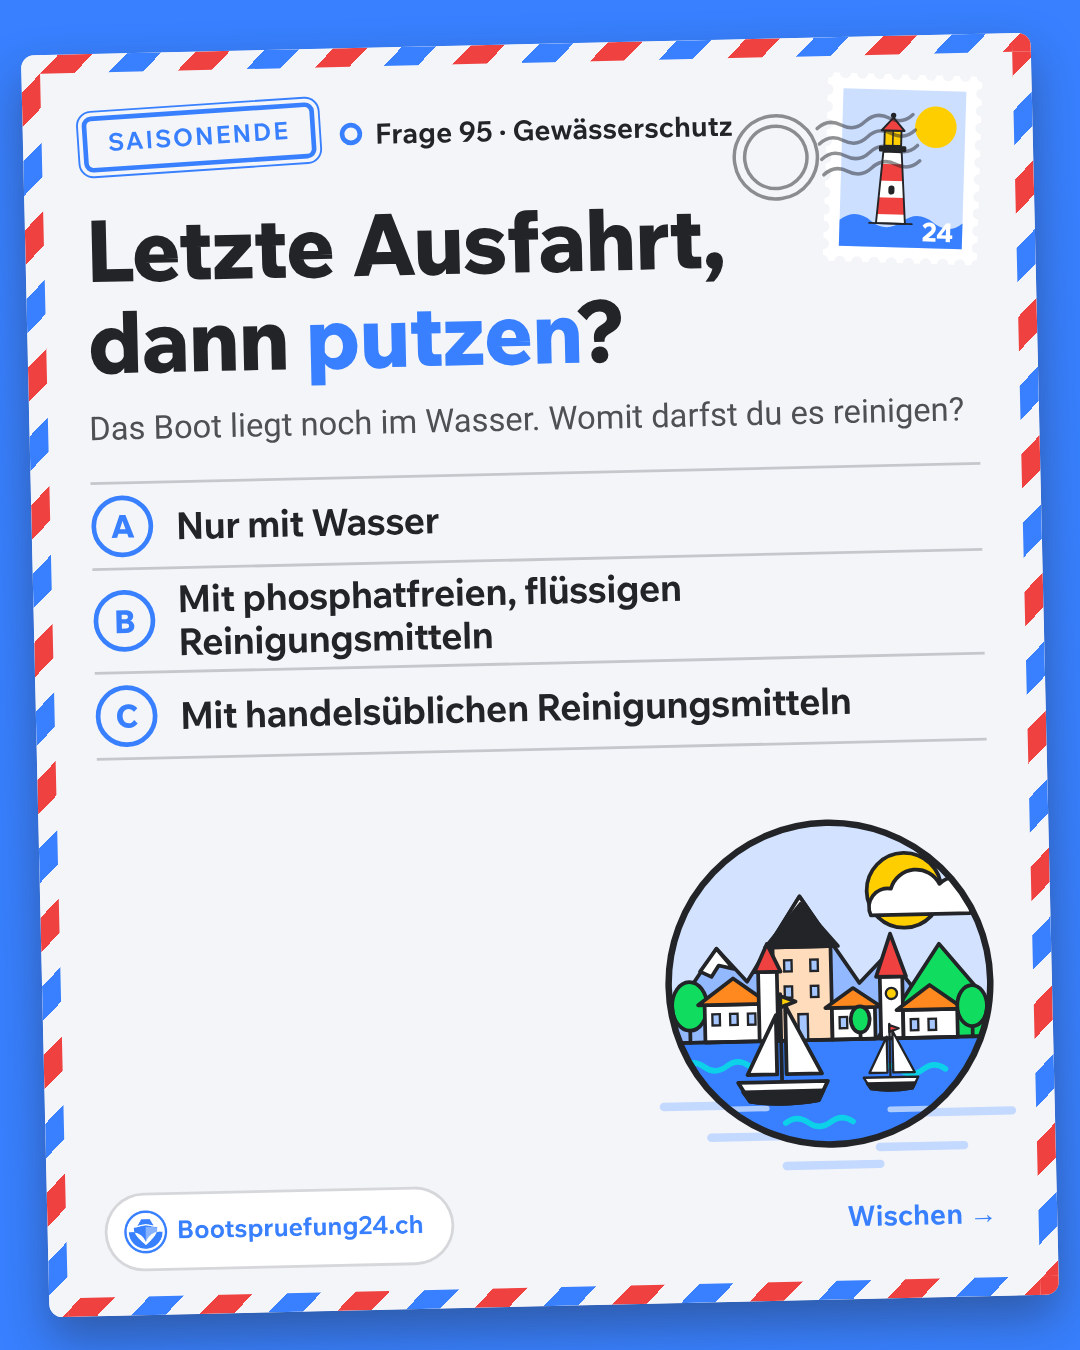 SAISONENDE
Frage 95 · Gewässerschutz
24
Letzte Ausfahrt,
dann putzen?
Das Boot liegt noch im Wasser. Womit darfst du es reinigen?
A Nur mit Wasser
B Mit phosphatfreien, flüssigen
Reinigungsmitteln
C Mit handelsüblichen Reinigungsmitteln
Bootspruefung24.ch
Wischen →